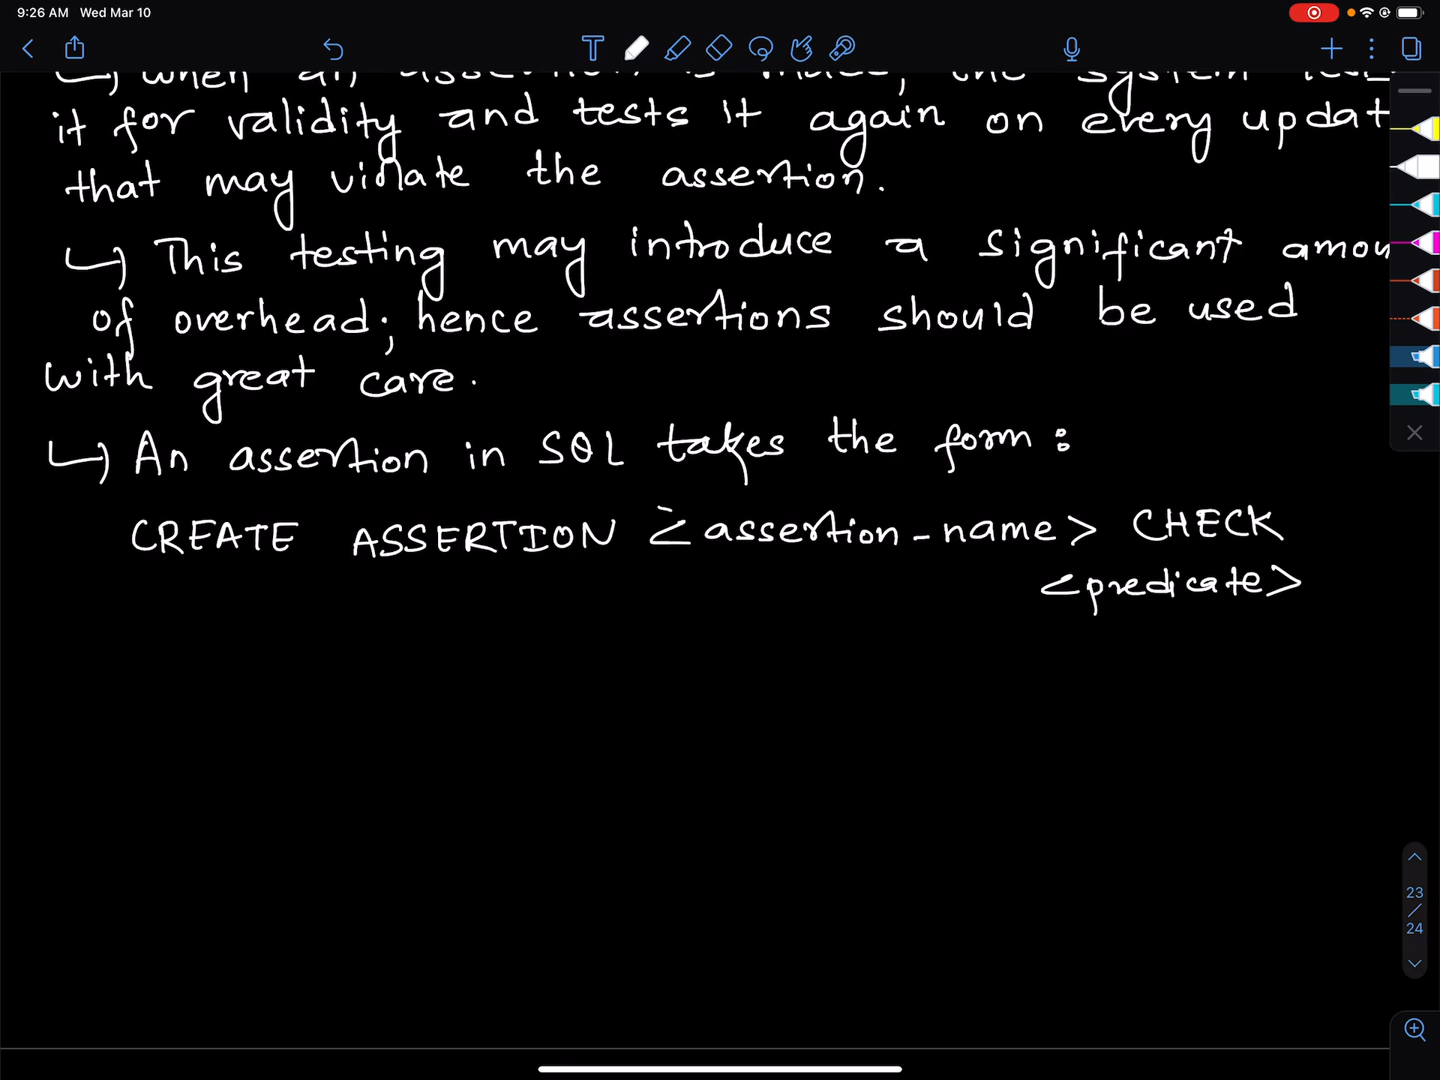 9:26 AM Wed Mar 10
it for validity and tests it again on every updat
that may violate the assertion.
↳ This testing may introduce a significant amou
of overhead; hence assertions should be used
with great care.
↳ An assertion in SQL takes the form:
CREATE ASSERTION <assertion-name> CHECK
<predicate>
23
/
24